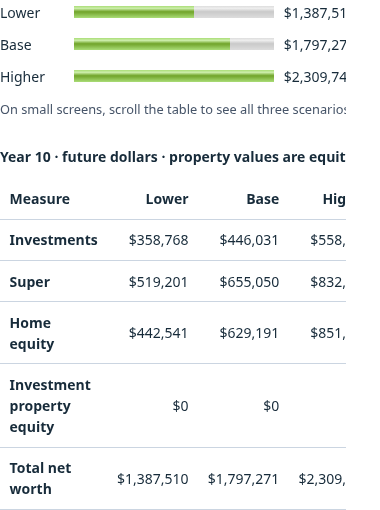 Lower $1,387,51
Base $1,797,27
Higher $2,309,74
On small screens, scroll the table to see all three scenarios
Year 10 · future dollars · property values are equit
Measure Lower Base Hig
Investments $358,768 $446,031 $558,
Super $519,201 $655,050 $832,
Home
equity $442,541 $629,191 $851,
Investment
property
equity $0 $0
Total net
worth $1,387,510 $1,797,271 $2,309,